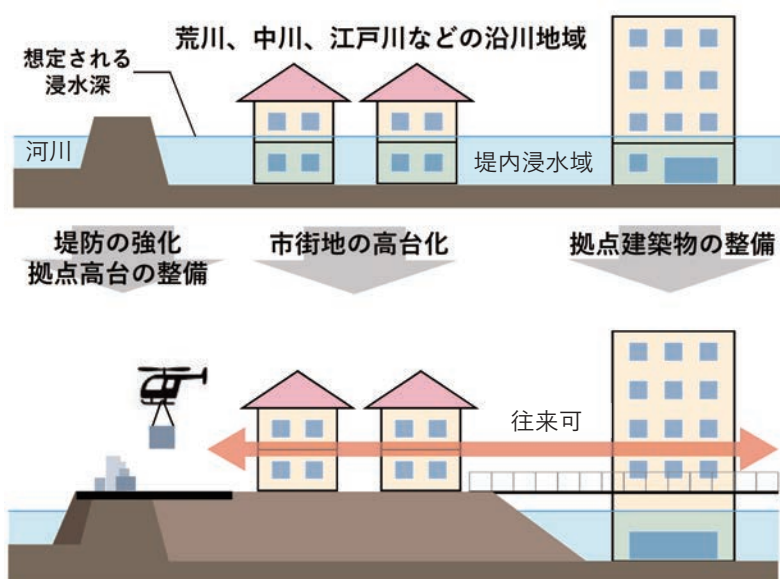 荒川、中川、江戸川などの沿川地域
想定される
浸水深
河川
堤内浸水域
堤防の強化
拠点高台の整備
市街地の高台化
拠点建築物の整備
往来可